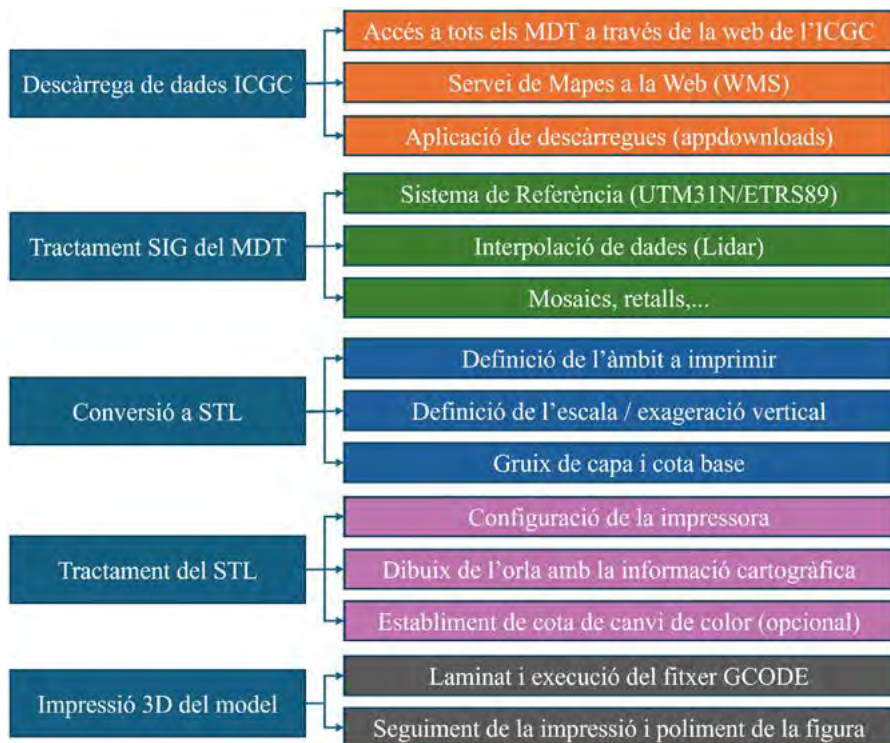 Descàrrega de dades ICGC
Accés a tots els MDT a través de la web de l’ICGC
Servei de Mapes a la Web (WMS)
Aplicació de descàrregues (appdownloads)
Tractament SIG del MDT
Sistema de Referència (UTM31N/ETRS89)
Interpolació de dades (Lidar)
Mosaics, retalls,...
Conversió a STL
Definició de l’àmbit a imprimir
Definició de l’escala / exageració vertical
Gruix de capa i cota base
Tractament del STL
Configuració de la impressora
Dibuix de l’orla amb la informació cartogràfica
Establiment de cota de canvi de color (opcional)
Impressió 3D del model
Laminat i execució del fitxer GCODE
Seguiment de la impressió i poliment de la figura